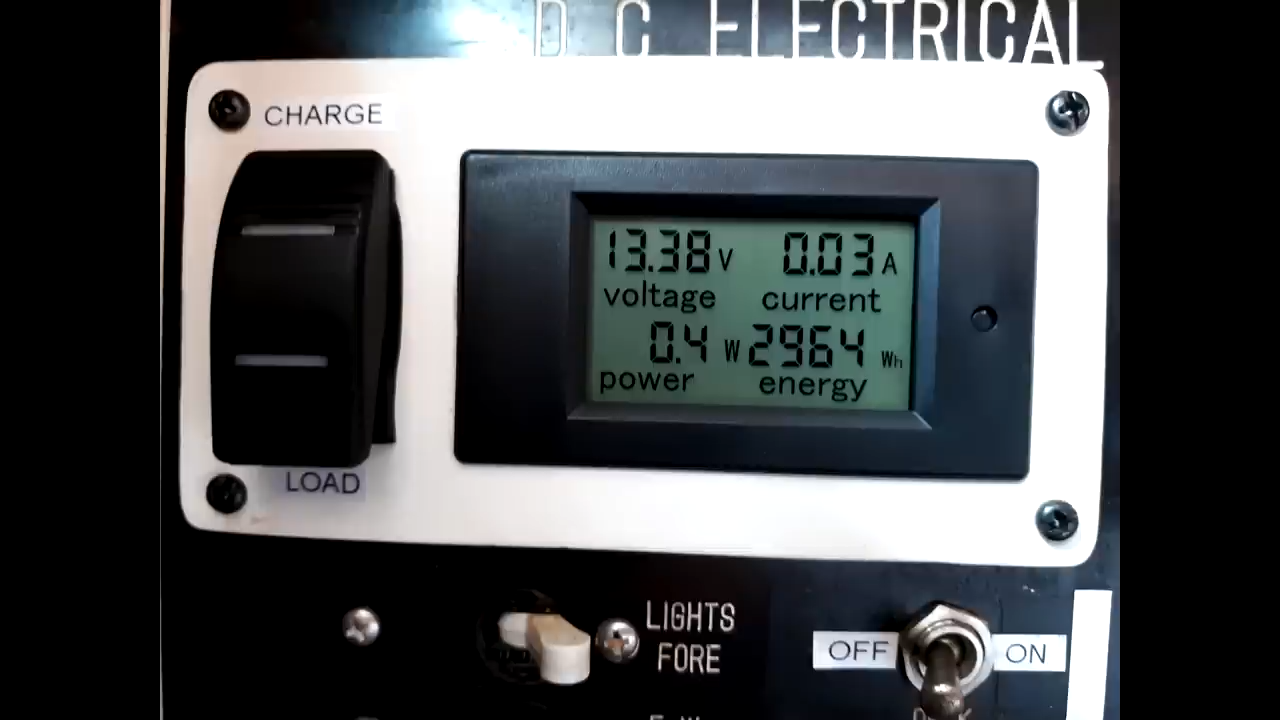 D C ELECTRICAL
CHARGE
13.38 V 0.03 A
voltage current
0.4 W 2964 Wh
power energy
LOAD
LIGHTS
FORE
OFF ON